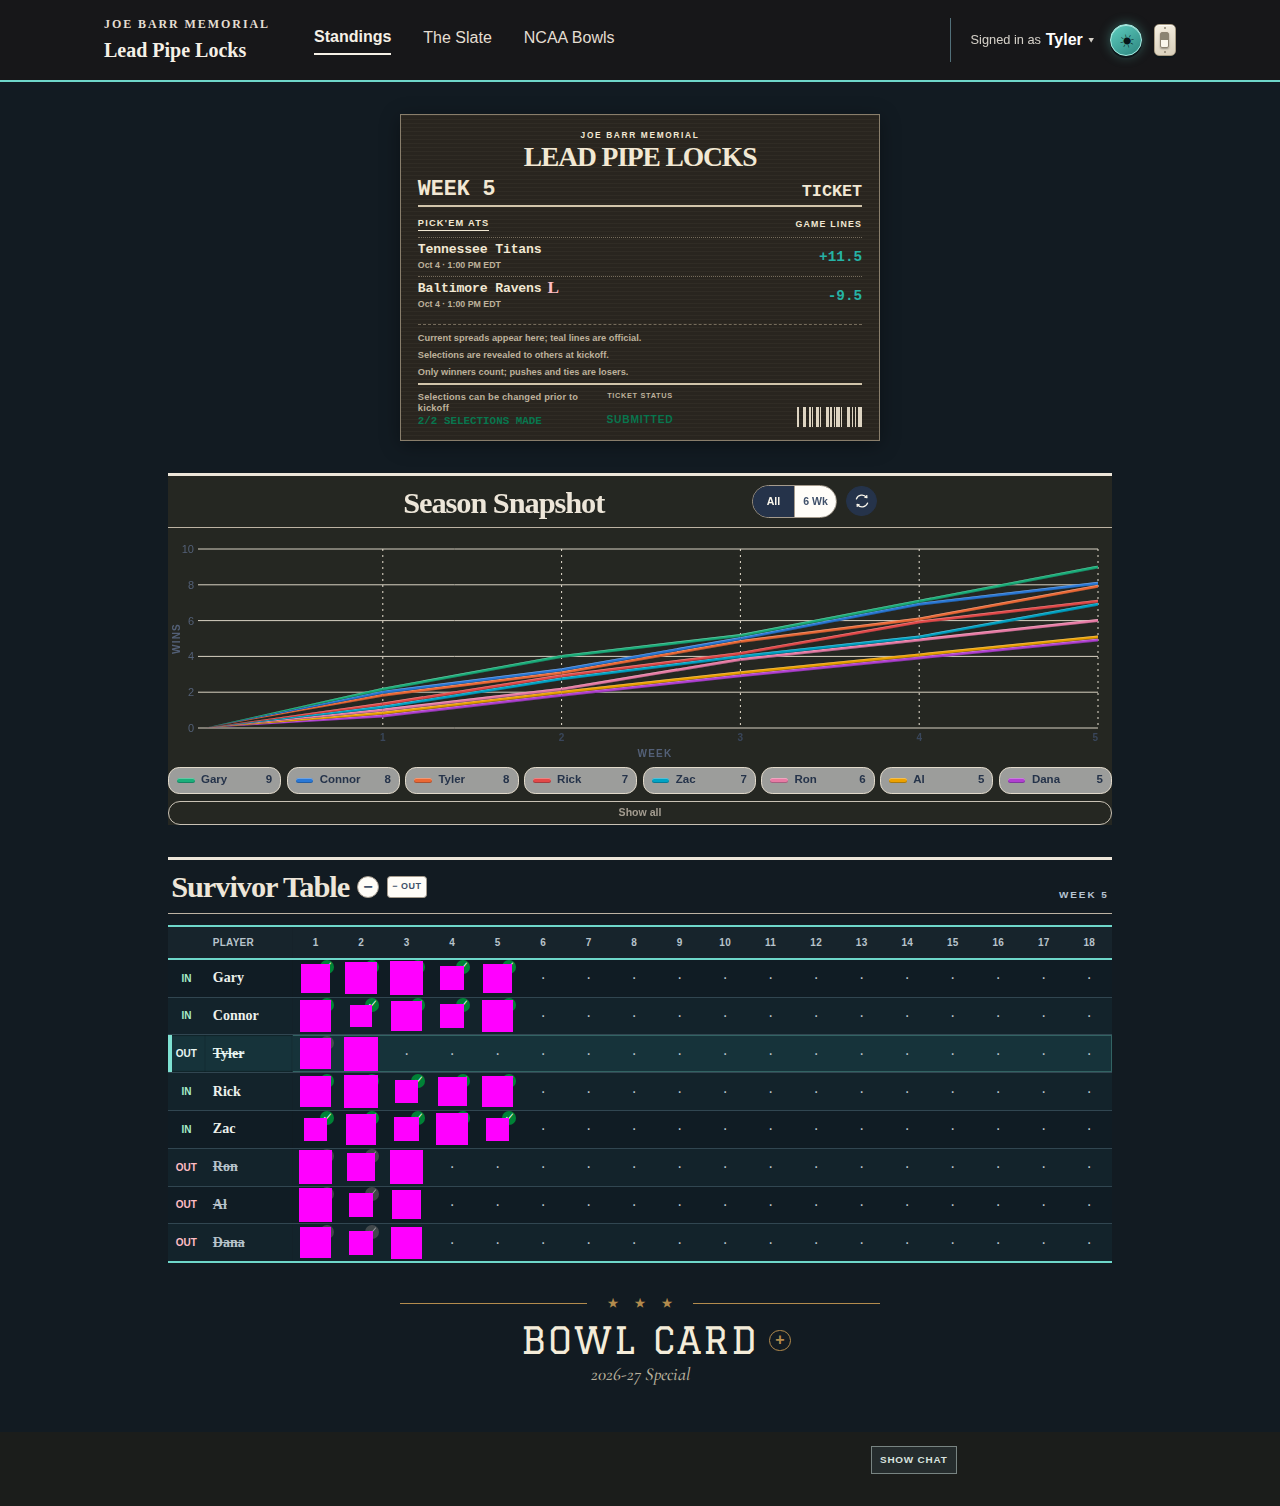 JOE BARR MEMORIAL
Lead Pipe Locks
Standings The Slate NCAA Bowls
Signed in as Tyler
JOE BARR MEMORIAL
LEAD PIPE LOCKS
WEEK 5 TICKET
PICK'EM ATS GAME LINES
Tennessee Titans +11.5
Oct 4 · 1:00 PM EDT
Baltimore Ravens L -9.5
Oct 4 · 1:00 PM EDT
Current spreads appear here; teal lines are official.
Selections are revealed to others at kickoff.
Only winners count; pushes and ties are losers.
Selections can be changed prior to kickoff
2/2 SELECTIONS MADE
TICKET STATUS
SUBMITTED
Season Snapshot All 6 Wk
10
8
6
4
2
0
WINS
1 2 3 4 5
WEEK
Gary 9 Connor 8 Tyler 8 Rick 7 Zac 7 Ron 6 Al 5 Dana 5
Show all
Survivor Table − − OUT WEEK 5
PLAYER 1 2 3 4 5 6 7 8 9 10 11 12 13 14 15 16 17 18
IN Gary · · · · · · · · · · · · ·
IN Connor · · · · · · · · · · · · ·
OUT Tyler · · · · · · · · · · · · · · · ·
IN Rick · · · · · · · · · · · · ·
IN Zac · · · · · · · · · · · · ·
OUT Ron · · · · · · · · · · · · · · ·
OUT Al · · · · · · · · · · · · · · ·
OUT Dana · · · · · · · · · · · · · · ·
★ ★ ★
BOWL CARD +
2026-27 Special
SHOW CHAT